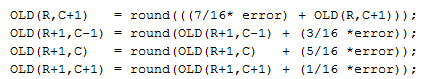 OLD(R,C+1)   = round(((7/16* error) + OLD(R,C+1)));
OLD(R+1,C-1) = round(OLD(R+1,C-1) + (3/16 *error));
OLD(R+1,C)   = round(OLD(R+1,C)   + (5/16 *error));
OLD(R+1,C+1) = round(OLD(R+1,C+1) + (1/16 *error));